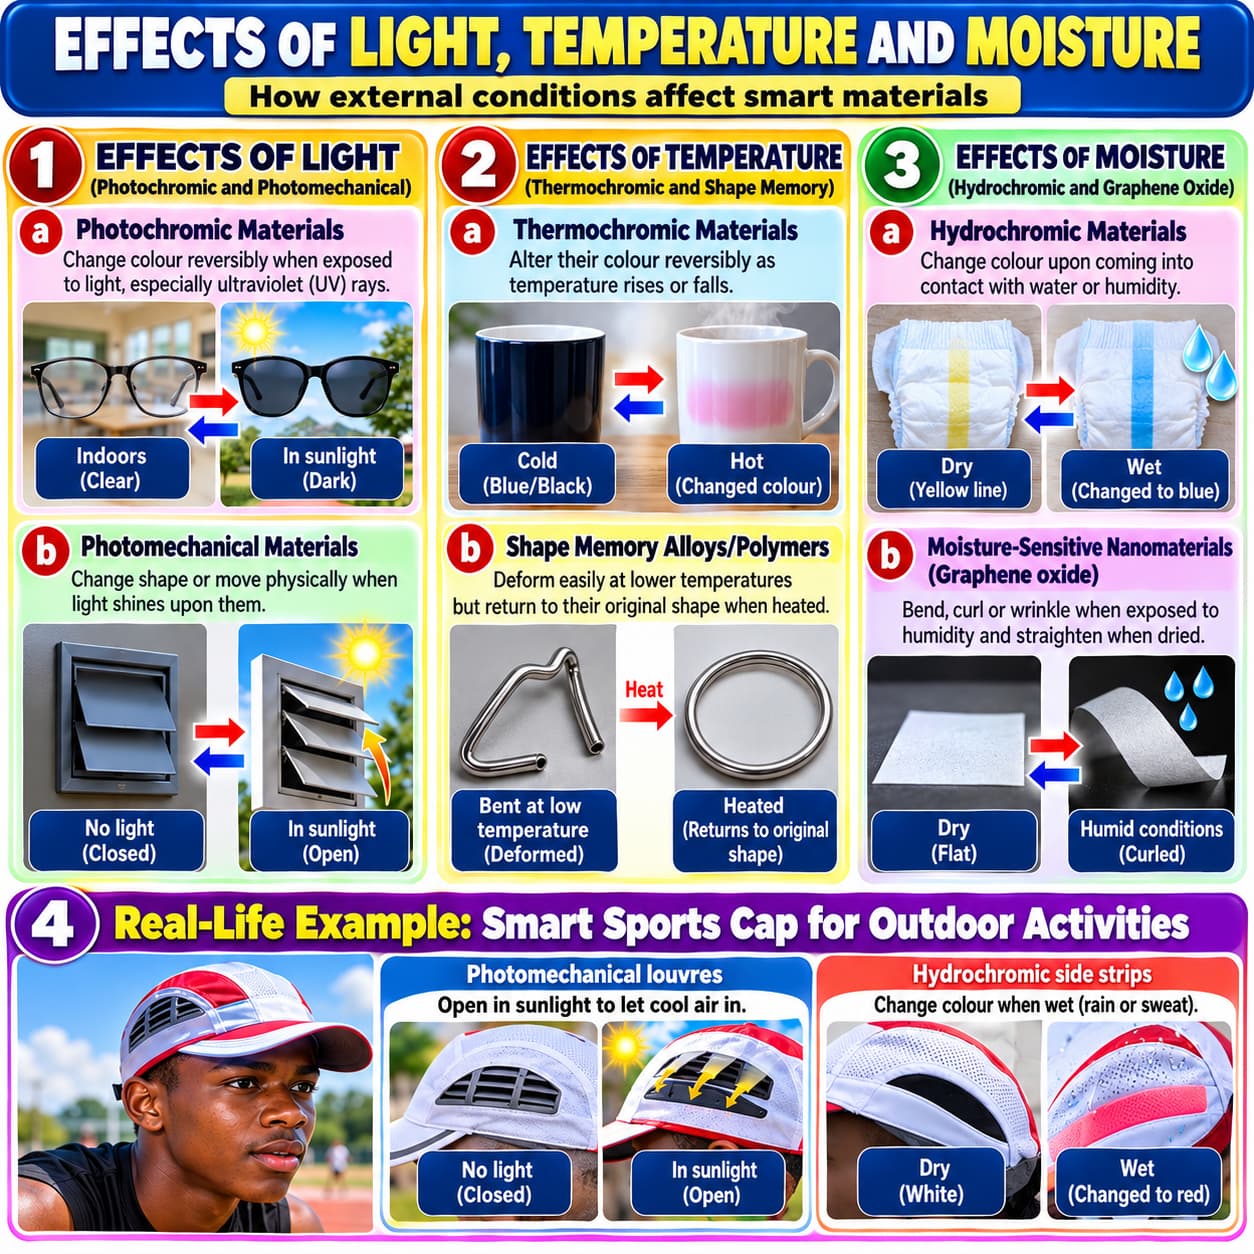 EFFECTS OF LIGHT, TEMPERATURE AND MOISTURE
How external conditions affect smart materials
1
EFFECTS OF LIGHT
(Photochromic and Photomechanical)
a
Photochromic Materials
Change colour reversibly when exposed
to light, especially ultraviolet (UV) rays.
Indoors
(Clear)
In sunlight
(Dark)
b
Photomechanical Materials
Change shape or move physically when
light shines upon them.
No light
(Closed)
In sunlight
(Open)
2
EFFECTS OF TEMPERATURE
(Thermochromic and Shape Memory)
a
Thermochromic Materials
Alter their colour reversibly as
temperature rises or falls.
Cold
(Blue/Black)
Hot
(Changed colour)
b
Shape Memory Alloys/Polymers
Deform easily at lower temperatures
but return to their original shape when heated.
Heat
Bent at low
temperature
(Deformed)
Heated
(Returns to original
shape)
3
EFFECTS OF MOISTURE
(Hydrochromic and Graphene Oxide)
a
Hydrochromic Materials
Change colour upon coming into
contact with water or humidity.
Dry
(Yellow line)
Wet
(Changed to blue)
b
Moisture-Sensitive Nanomaterials
(Graphene oxide)
Bend, curl or wrinkle when exposed to
humidity and straighten when dried.
Dry
(Flat)
Humid conditions
(Curled)
4
Real-Life Example: Smart Sports Cap for Outdoor Activities
Photomechanical louvres
Open in sunlight to let cool air in.
No light
(Closed)
In sunlight
(Open)
Hydrochromic side strips
Change colour when wet (rain or sweat).
Dry
(White)
Wet
(Changed to red)